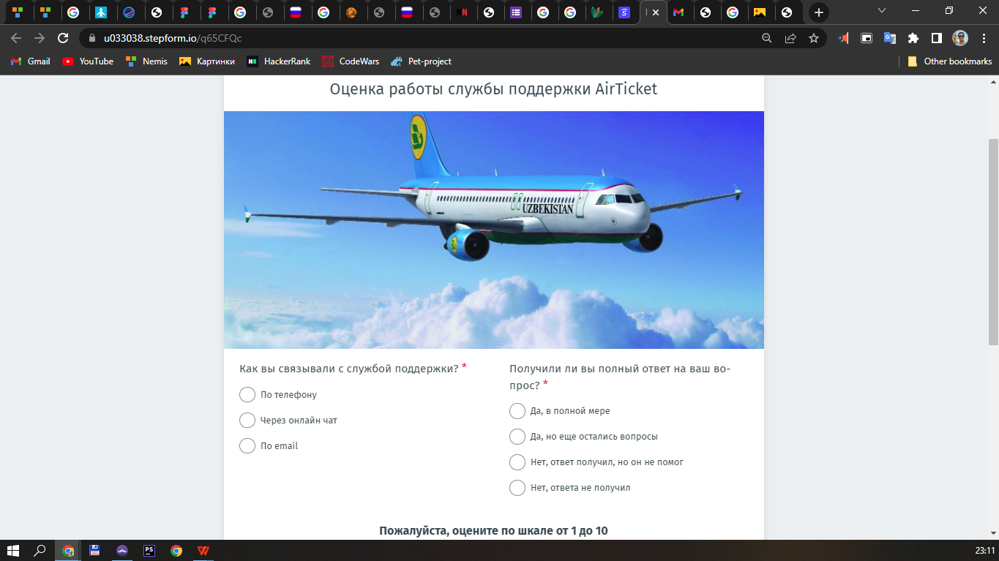 u033038.stepform.io/q65CFQc
Gmail
YouTube
Nemis
Картинки
HackerRank
CodeWars
Pet-project
Other bookmarks
Оценка работы службы поддержки AirTicket
UZBEKISTAN
Как вы связывали с службой поддержки? *
По телефону
Через онлайн чат
По email
Получили ли вы полный ответ на ваш во-
прос? *
Да, в полной мере
Да, но еще остались вопросы
Нет, ответ получил, но он не помог
Нет, ответа не получил
Пожалуйста, оцените по шкале от 1 до 10
23:11